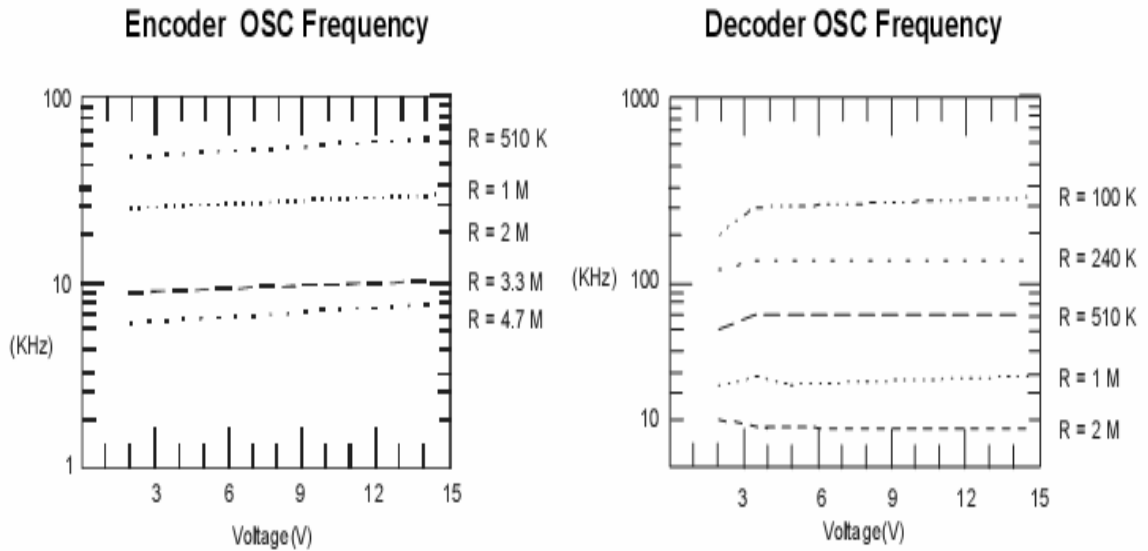 Encoder OSC Frequency
100
10
(KHz)
1
R = 510 K
R = 1 M
R = 2 M
R = 3.3 M
R = 4.7 M
3 6 9 12 15
Voltage(V)
Decoder OSC Frequency
1000
(KHz)
100
10
R = 100 K
R = 240 K
R = 510 K
R = 1 M
R = 2 M
3 6 9 12 15
Voltage(V)